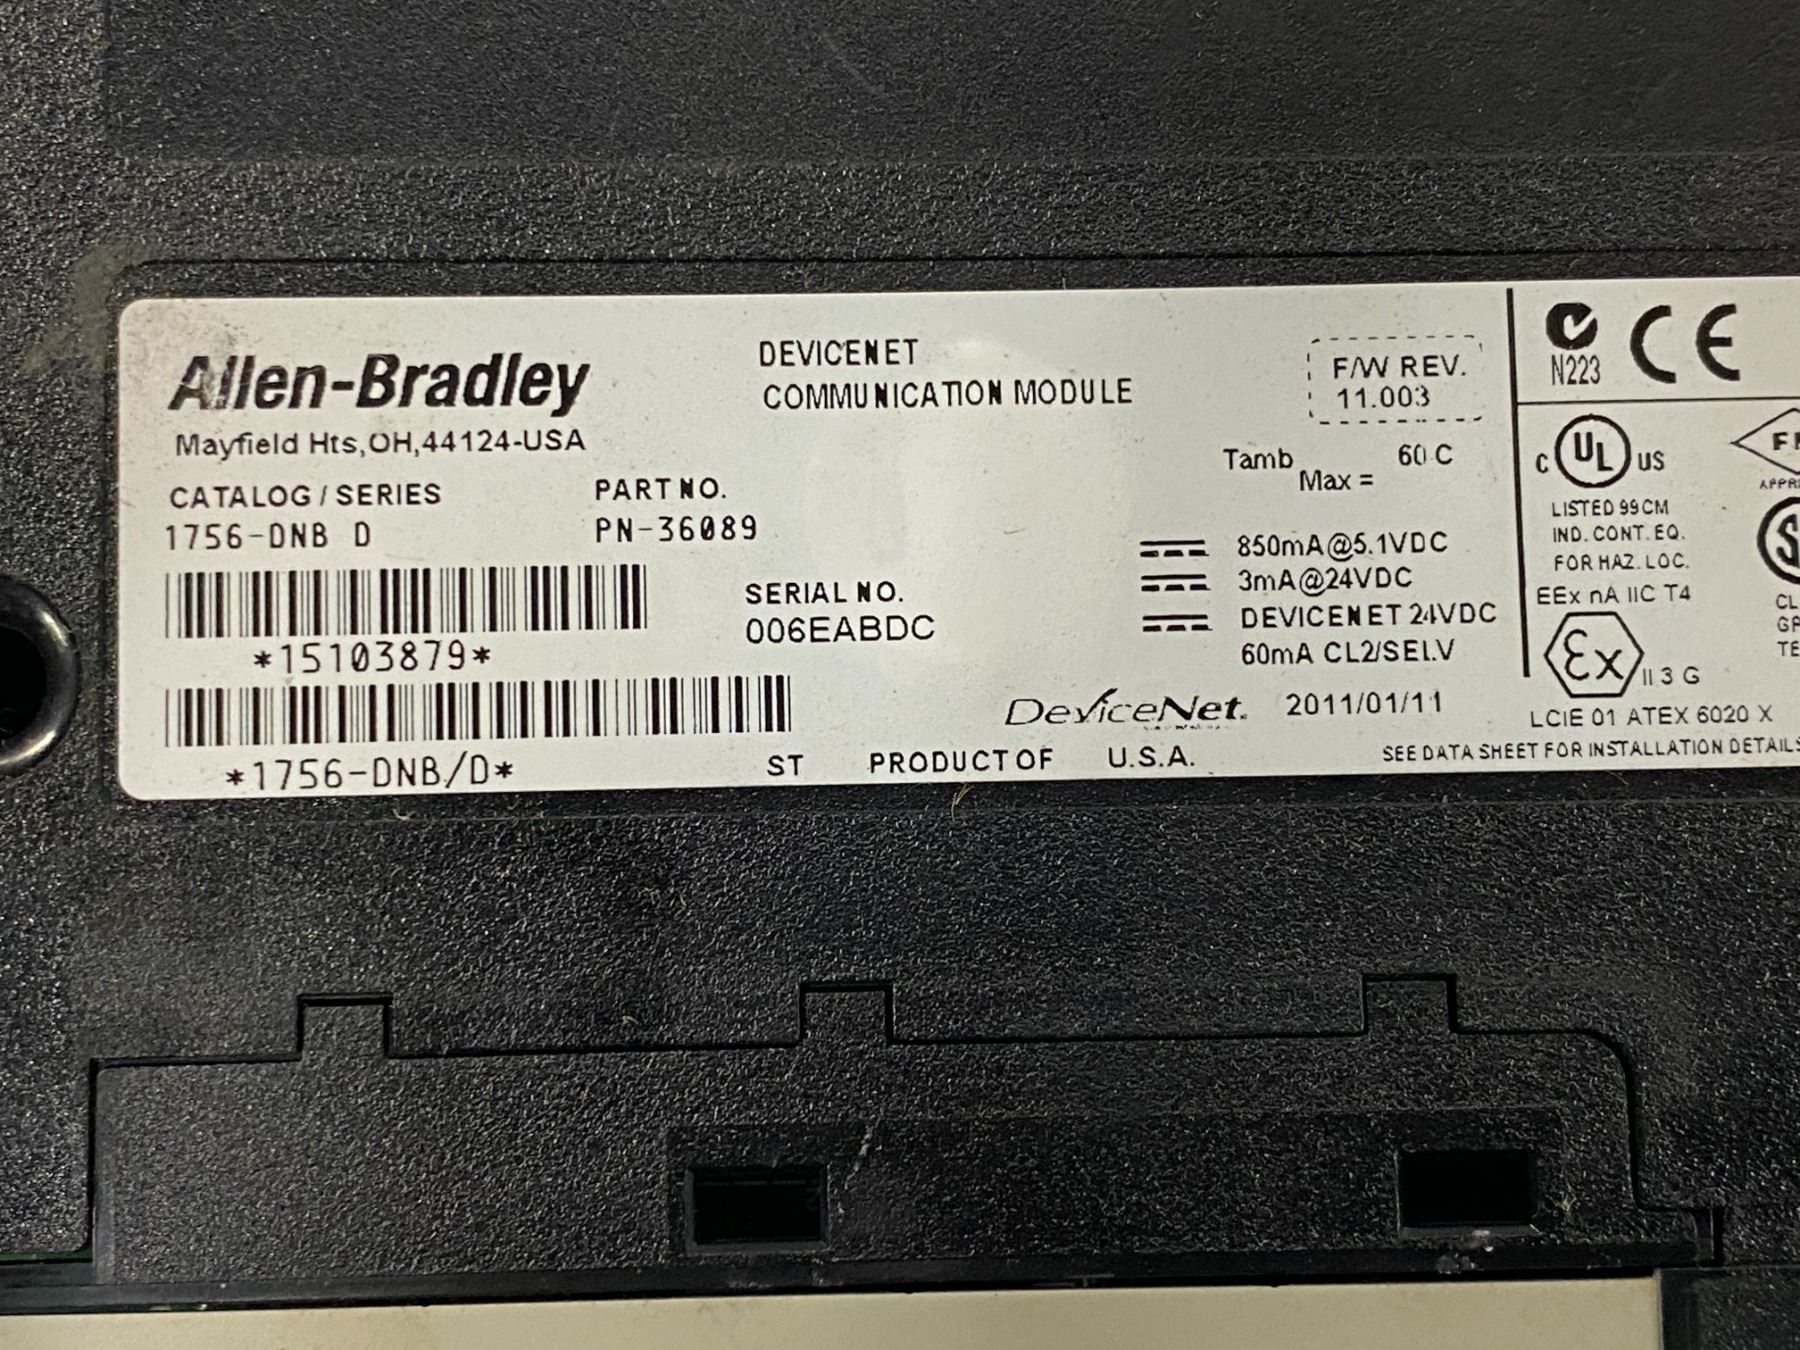 Allen-Bradley
Mayfield Hts,OH,44124-USA
CATALOG / SERIES
1756-DNB D
PART NO.
PN-36089
*15103879*
SERIAL NO.
006EABDC
*1756-DNB/D*
DEVICENET
COMMUNICATION MODULE
F/W REV.
11.003
Tamb Max = 60 C
850mA@5.1VDC
3mA@24VDC
DEVICENET 24VDC
60mA CL2/SELV
DeviceNet. 2011/01/11
ST PRODUCT OF U.S.A.
N223
CE
C UL US
LISTED 99CM
IND. CONT. EQ.
FOR HAZ. LOC.
EEx nA IIC T4
Ex II 3 G
LCIE 01 ATEX 6020 X
SEE DATA SHEET FOR INSTALLATION DETAILS